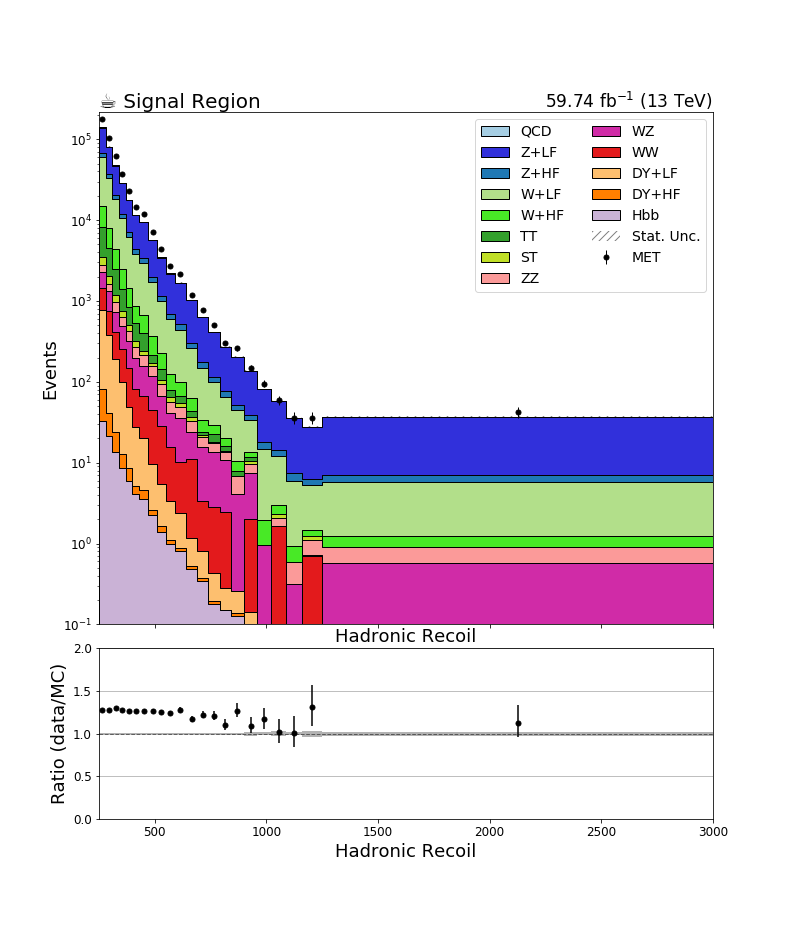 ☕ Signal Region
59.74 fb⁻¹ (13 TeV)
QCD
Z+LF
Z+HF
W+LF
W+HF
TT
ST
ZZ
WZ
WW
DY+LF
DY+HF
Hbb
Stat. Unc.
MET
Events
10⁵
10⁴
10³
10²
10¹
10⁰
10⁻¹
Hadronic Recoil
Ratio (data/MC)
2.0
1.5
1.0
0.5
0.0
500
1000
1500
2000
2500
3000
Hadronic Recoil